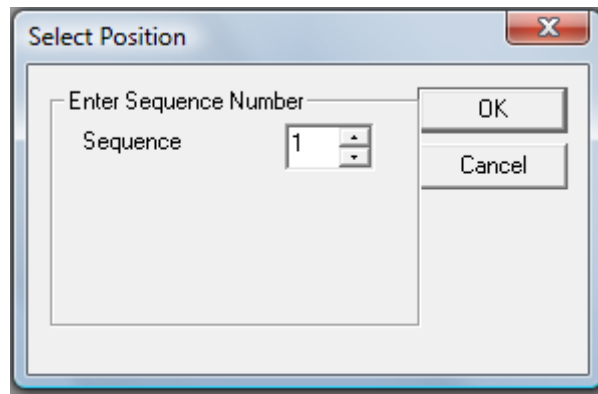 Select Position
Enter Sequence Number
Sequence 1
OK
Cancel